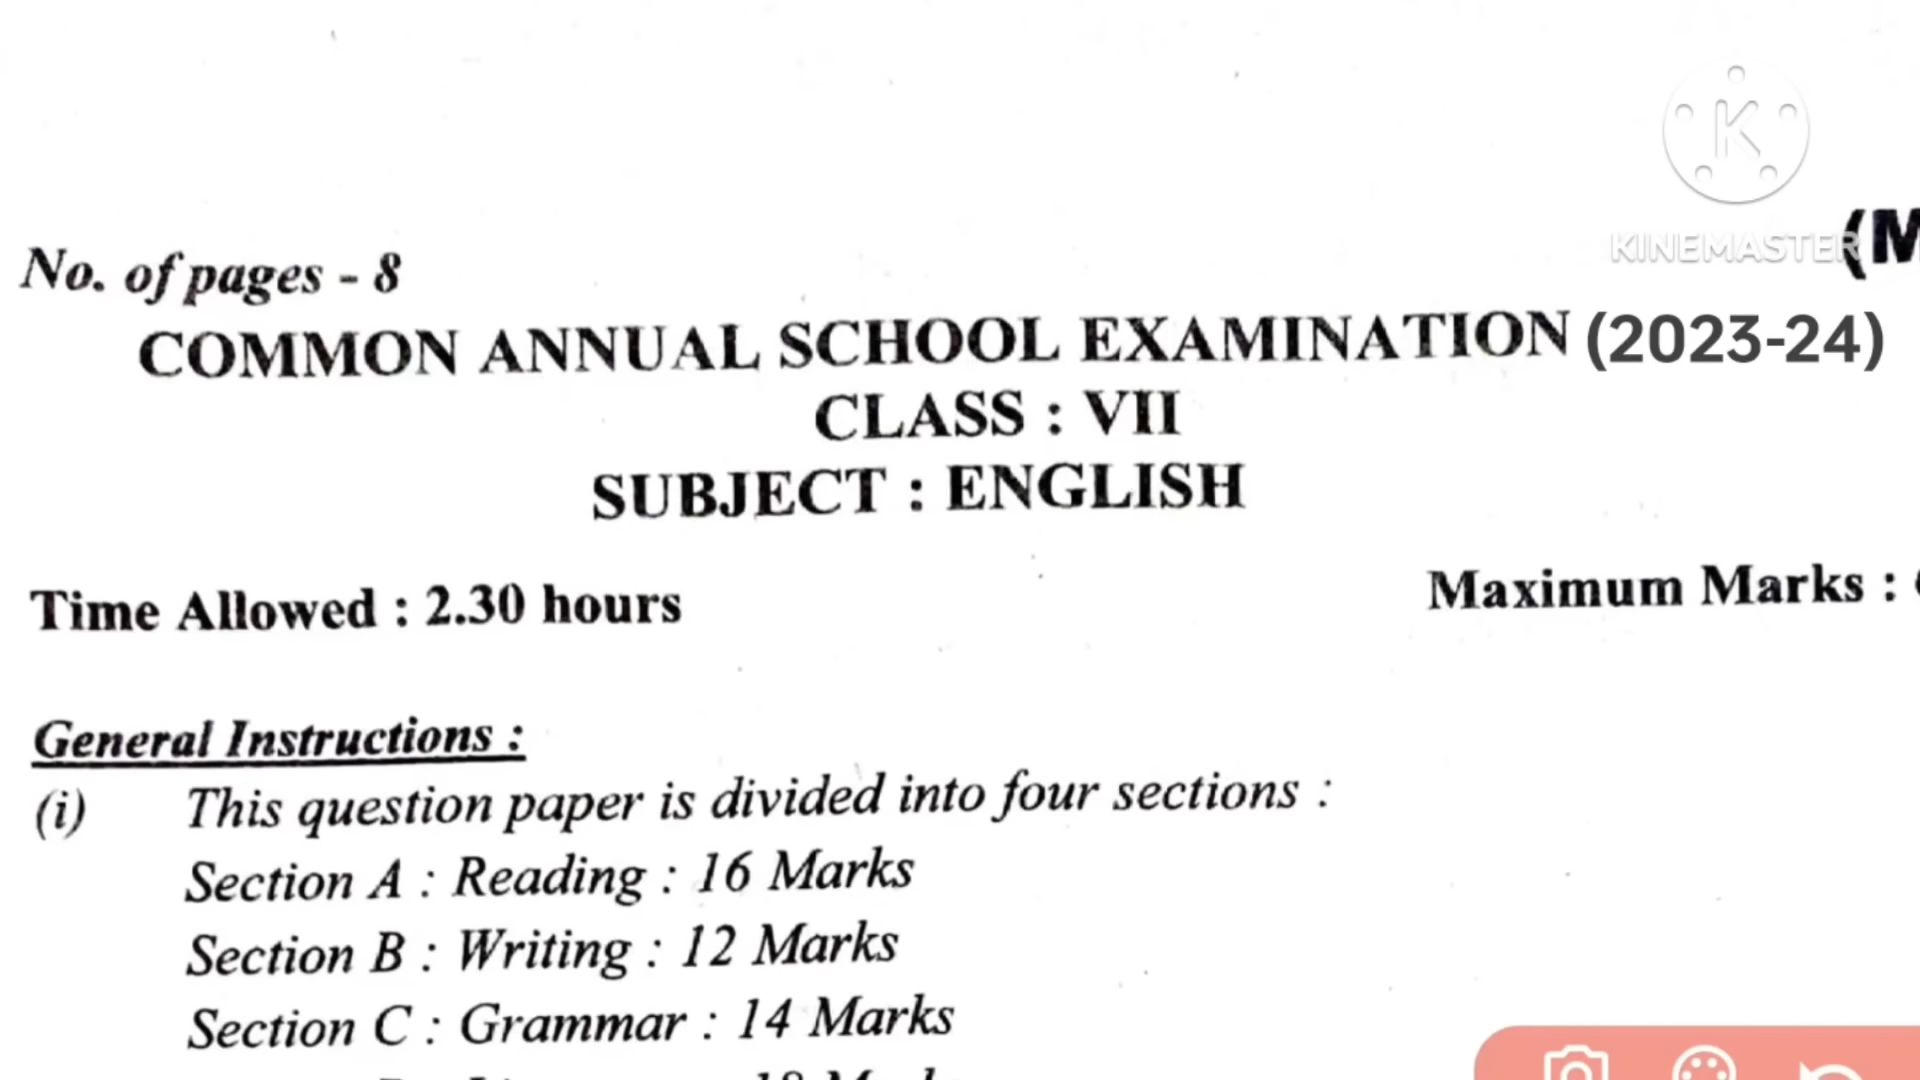 KINEMASTER
(M
No. of pages - 8
COMMON ANNUAL SCHOOL EXAMINATION (2023-24)
CLASS : VII
SUBJECT : ENGLISH
Time Allowed : 2.30 hours
Maximum Marks :
General Instructions :
(i) This question paper is divided into four sections :
Section A : Reading : 16 Marks
Section B : Writing : 12 Marks
Section C : Grammar : 14 Marks